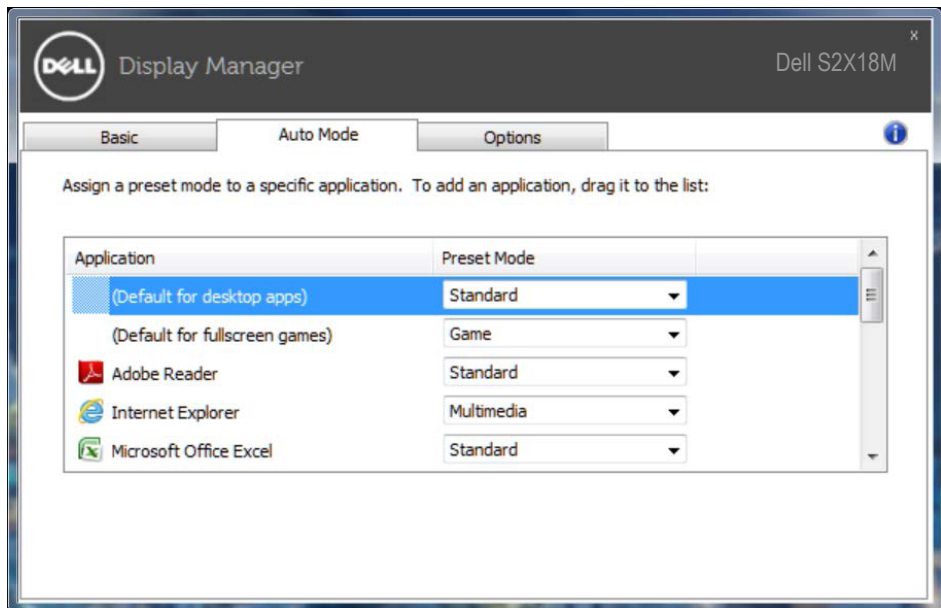 x
DELL Display Manager
Dell S2X18M
Basic Auto Mode Options i
Assign a preset mode to a specific application. To add an application, drag it to the list:
Application Preset Mode
(Default for desktop apps) Standard
(Default for fullscreen games) Game
Adobe Reader Standard
Internet Explorer Multimedia
Microsoft Office Excel Standard